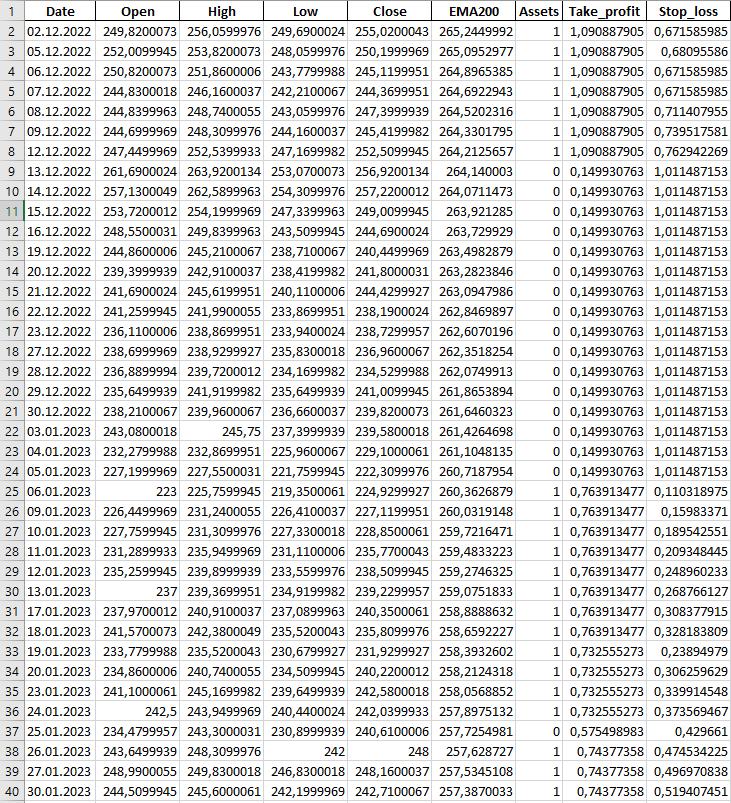 1 Date Open High Low Close EMA200 Assets Take_profit Stop_loss
2 02.12.2022 249,8200073 256,0599976 249,6900024 255,0200043 265,2449992 1 1,090887905 0,671585985
3 05.12.2022 252,0099945 253,8200073 248,0599976 250,1999969 265,0952977 1 1,090887905 0,68095586
4 06.12.2022 250,8200073 251,8600006 243,7799988 245,1199951 264,8965385 1 1,090887905 0,671585985
5 07.12.2022 244,8300018 246,1600037 242,2100067 244,3699951 264,6922943 1 1,090887905 0,671585985
6 08.12.2022 244,8399963 248,7400055 243,0599976 247,3999939 264,5202316 1 1,090887905 0,711407955
7 09.12.2022 244,6999969 248,3099976 244,1600037 245,4199982 264,3301795 1 1,090887905 0,739517581
8 12.12.2022 247,4499969 252,5399933 247,1699982 252,5099945 264,2125657 1 1,090887905 0,762942269
9 13.12.2022 261,6900024 263,9200134 253,0700073 256,9200134 264,140003 0 0,149930763 1,011487153
10 14.12.2022 257,1300049 262,5899963 254,3099976 257,2200012 264,0711473 0 0,149930763 1,011487153
11 15.12.2022 253,7200012 254,1999969 247,3399963 249,0099945 263,921285 0 0,149930763 1,011487153
12 16.12.2022 248,5500031 249,8399963 243,5099945 244,6900024 263,729929 0 0,149930763 1,011487153
13 19.12.2022 244,8600006 245,2100067 238,7100067 240,4499969 263,4982879 0 0,149930763 1,011487153
14 20.12.2022 239,3999939 242,9100037 238,4199982 241,8000031 263,2823846 0 0,149930763 1,011487153
15 21.12.2022 241,6900024 245,6199951 240,1100006 244,4299927 263,0947986 0 0,149930763 1,011487153
16 22.12.2022 241,2599945 241,9900055 233,8699951 238,1900024 262,8469897 0 0,149930763 1,011487153
17 23.12.2022 236,1100006 238,8699951 233,9400024 238,7299957 262,6070196 0 0,149930763 1,011487153
18 27.12.2022 238,6999969 238,9299927 235,8300018 236,9600067 262,3518254 0 0,149930763 1,011487153
19 28.12.2022 236,8899994 239,7200012 234,1699982 234,5299988 262,0749913 0 0,149930763 1,011487153
20 29.12.2022 235,6499939 241,9199982 235,6499939 241,0099945 261,8653894 0 0,149930763 1,011487153
21 30.12.2022 238,2100067 239,9600067 236,6600037 239,8200073 261,6460323 0 0,149930763 1,011487153
22 03.01.2023 243,0800018 245,75 237,3999939 239,5800018 261,4264698 0 0,149930763 1,011487153
23 04.01.2023 232,2799988 232,8699951 225,9600067 229,1000061 261,1048135 0 0,149930763 1,011487153
24 05.01.2023 227,1999969 227,5500031 221,7599945 222,3099976 260,7187954 0 0,149930763 1,011487153
25 06.01.2023 223 225,7599945 219,3500061 224,9299927 260,3626879 1 0,763913477 0,110318975
26 09.01.2023 226,4499969 231,2400055 226,4100037 227,1199951 260,0319148 1 0,763913477 0,15983371
27 10.01.2023 227,7599945 231,3099976 227,3300018 228,8500061 259,7216471 1 0,763913477 0,189542551
28 11.01.2023 231,2899933 235,9499969 231,1100006 235,7700043 259,4833223 1 0,763913477 0,209348445
29 12.01.2023 235,2599945 239,8999939 233,5599976 238,5099945 259,2746325 1 0,763913477 0,248960233
30 13.01.2023 237 239,3699951 234,9199982 239,2299957 259,0751833 1 0,763913477 0,268766127
31 17.01.2023 237,9700012 240,9100037 237,0899963 240,3500061 258,8888632 1 0,763913477 0,308377915
32 18.01.2023 241,5700073 242,3800049 235,5200043 235,8099976 258,6592227 1 0,763913477 0,328183809
33 19.01.2023 233,7799988 235,5200043 230,6799927 231,9299927 258,3932602 1 0,732555273 0,23894979
34 20.01.2023 234,8600006 240,7400055 234,5099945 240,2200012 258,2124318 1 0,732555273 0,306259629
35 23.01.2023 241,1000061 245,1699982 239,6499939 242,5800018 258,0568852 1 0,732555273 0,339914548
36 24.01.2023 242,5 243,9499969 240,4400024 242,0399933 257,8975132 1 0,732555273 0,373569467
37 25.01.2023 234,4799957 243,3000031 230,8999939 240,6100006 257,7254981 0 0,575498983 0,429661
38 26.01.2023 243,6499939 248,3099976 242 248 257,628727 1 0,74377358 0,474534225
39 27.01.2023 248,9900055 249,8300018 246,8300018 248,1600037 257,5345108 1 0,74377358 0,496970838
40 30.01.2023 244,5099945 245,6000061 242,1999969 242,7100067 257,3870033 1 0,74377358 0,519407451